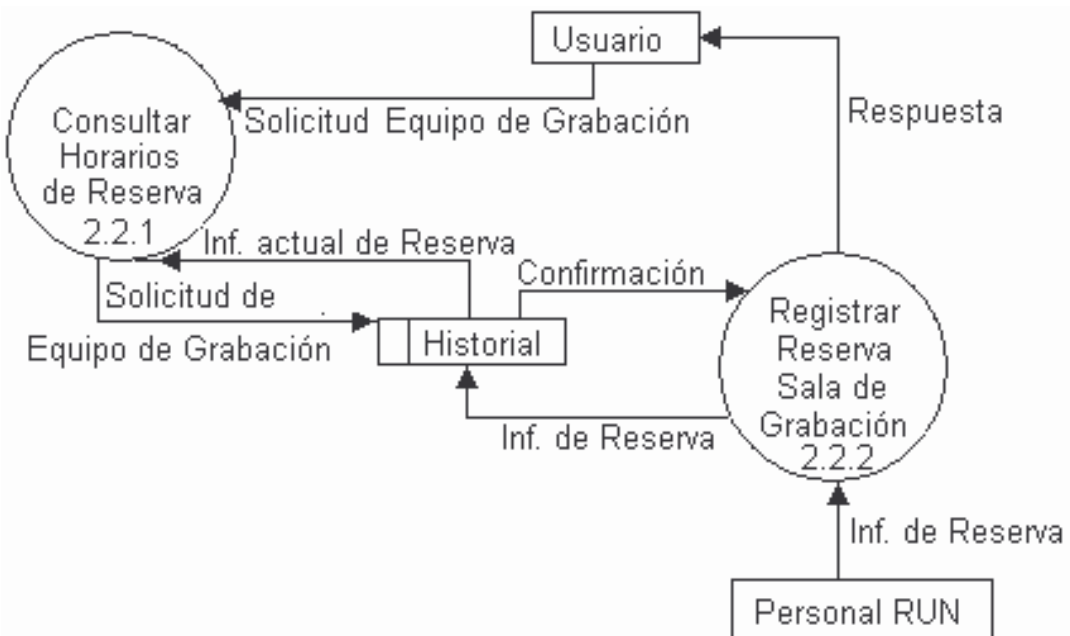 Usuario
Solicitud Equipo de Grabación
Respuesta
Consultar
Horarios
de Reserva
2.2.1
Inf. actual de Reserva
Solicitud de
Equipo de Grabación
Historial
Confirmación
Registrar
Reserva
Sala de
Grabación
2.2.2
Inf. de Reserva
Inf. de Reserva
Personal RUN